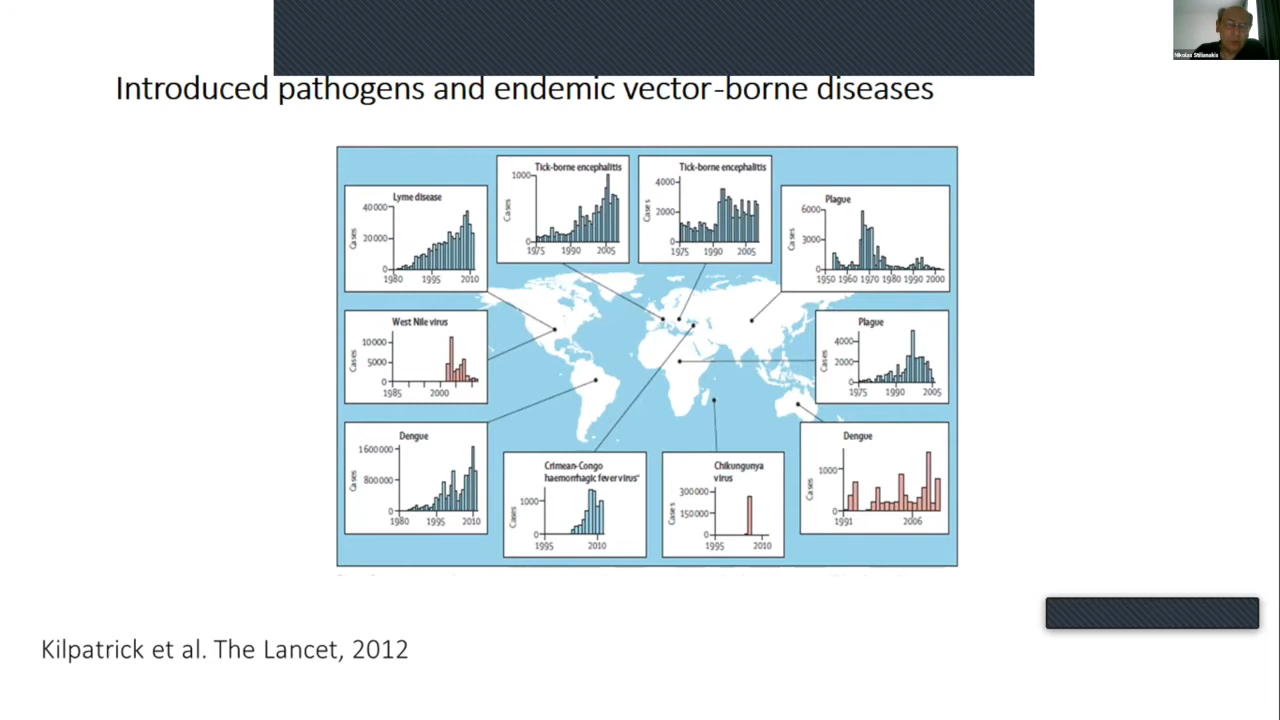 Nikolas Stilianakis
Introduced pathogens and endemic vector-borne diseases
Lyme disease
Cases
40000
20000
0
1980 1995 2010
Tick-borne encephalitis
Cases
1000
0
1975 1990 2005
Tick-borne encephalitis
Cases
4000
2000
0
1975 1990 2005
Plague
Cases
6000
3000
0
1950 1960 1970 1980 1990 2000
West Nile virus
Cases
10000
5000
0
1985 2000
Plague
Cases
4000
2000
0
1975 1990 2005
Dengue
Cases
1600000
800000
0
1980 1995 2010
Crimean-Congo
haemorrhagic fever virus*
Cases
1000
0
1995 2010
Chikungunya
virus
Cases
300000
150000
0
1995 2010
Dengue
Cases
1000
0
1991 2006
Kilpatrick et al. The Lancet, 2012